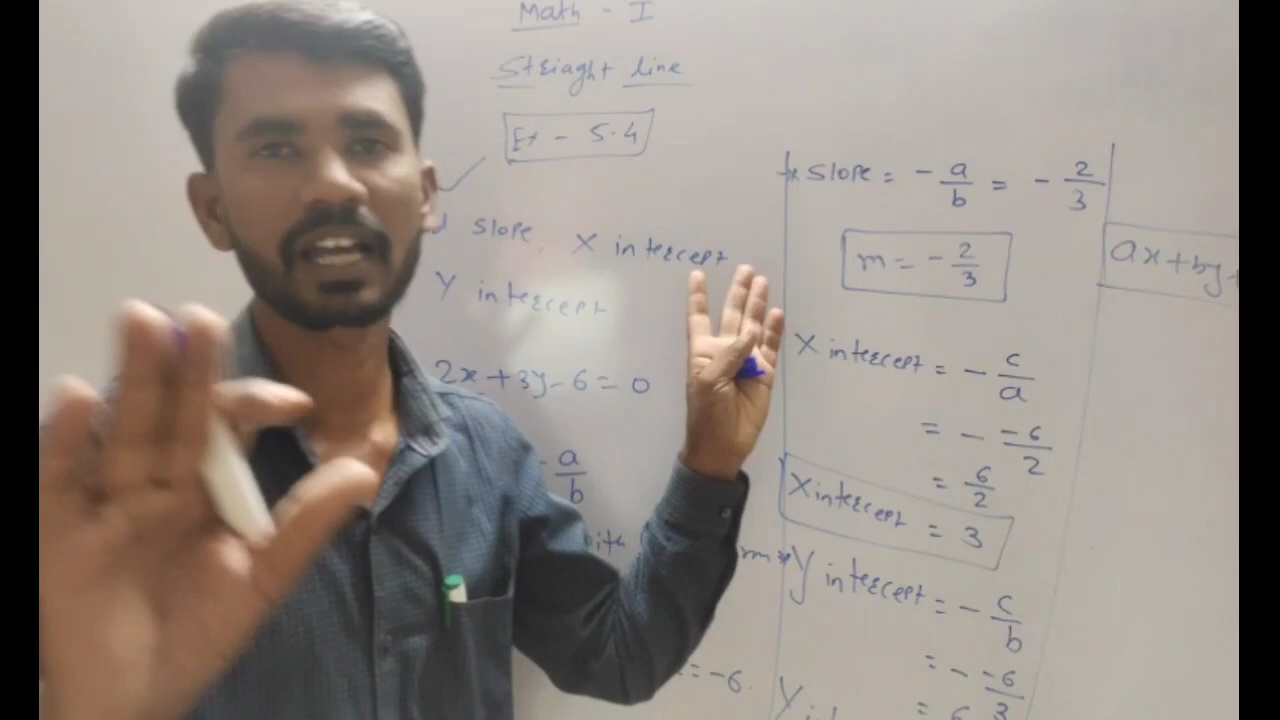 Math - I
Streiaght line
Ex - 5.4
slope, X intercept
Y intercept
2x + 3y - 6 = 0
a
b
= -6.
* Slope = - a/b = - 2/3
m = - 2/3
X intercept = - c/a
= - -6/2
= 6/2
X intercept = 3
* Y intercept = - c/b
= - -6/3
ax + by +